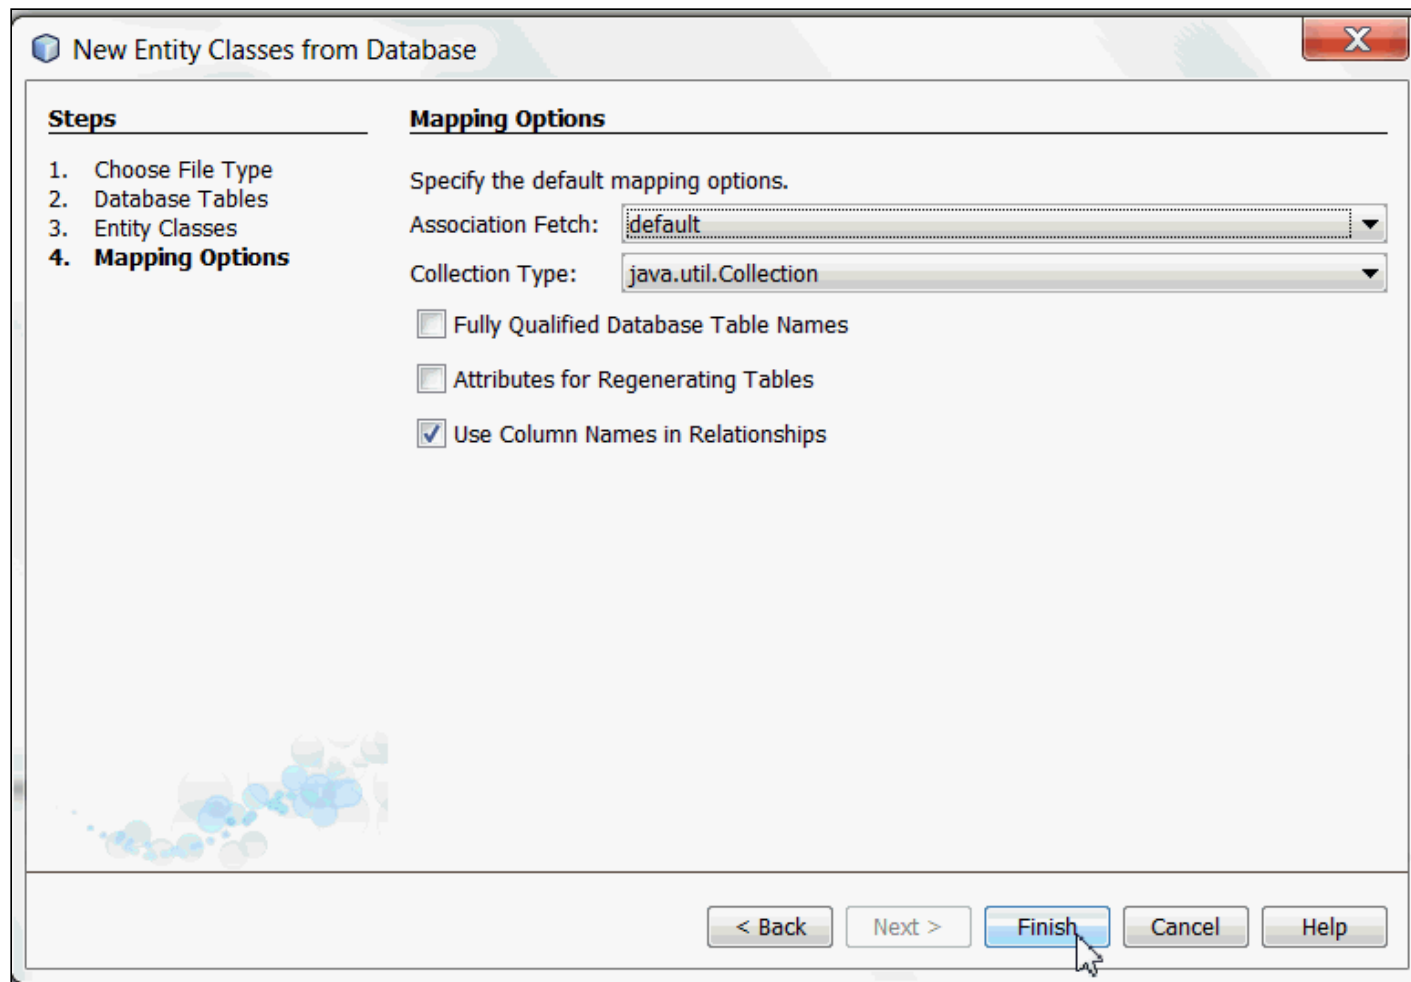 New Entity Classes from Database
X
Steps
1. Choose File Type
2. Database Tables
3. Entity Classes
4. Mapping Options
Mapping Options
Specify the default mapping options.
Association Fetch: default
Collection Type: java.util.Collection
Fully Qualified Database Table Names
Attributes for Regenerating Tables
Use Column Names in Relationships
< Back Next > Finish Cancel Help